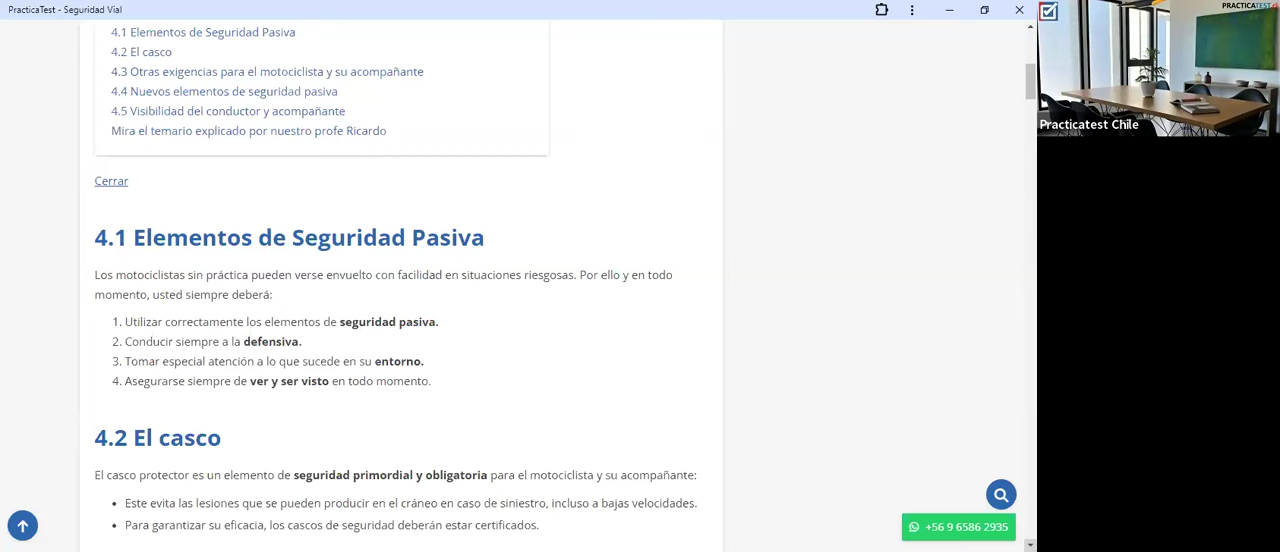 PracticaTest - Seguridad Vial
PRACTICATEST
4.1 Elementos de Seguridad Pasiva
4.2 El casco
4.3 Otras exigencias para el motociclista y su acompañante
4.4 Nuevos elementos de seguridad pasiva
4.5 Visibilidad del conductor y acompañante
Mira el temario explicado por nuestro profe Ricardo
Practicatest Chile
Cerrar
4.1 Elementos de Seguridad Pasiva
Los motociclistas sin práctica pueden verse envuelto con facilidad en situaciones riesgosas. Por ello y en todo
momento, usted siempre deberá:
1. Utilizar correctamente los elementos de seguridad pasiva.
2. Conducir siempre a la defensiva.
3. Tomar especial atención a lo que sucede en su entorno.
4. Asegurarse siempre de ver y ser visto en todo momento.
4.2 El casco
El casco protector es un elemento de seguridad primordial y obligatoria para el motociclista y su acompañante:
• Este evita las lesiones que se pueden producir en el cráneo en caso de siniestro, incluso a bajas velocidades.
• Para garantizar su eficacia, los cascos de seguridad deberán estar certificados.
+56 9 6586 2935